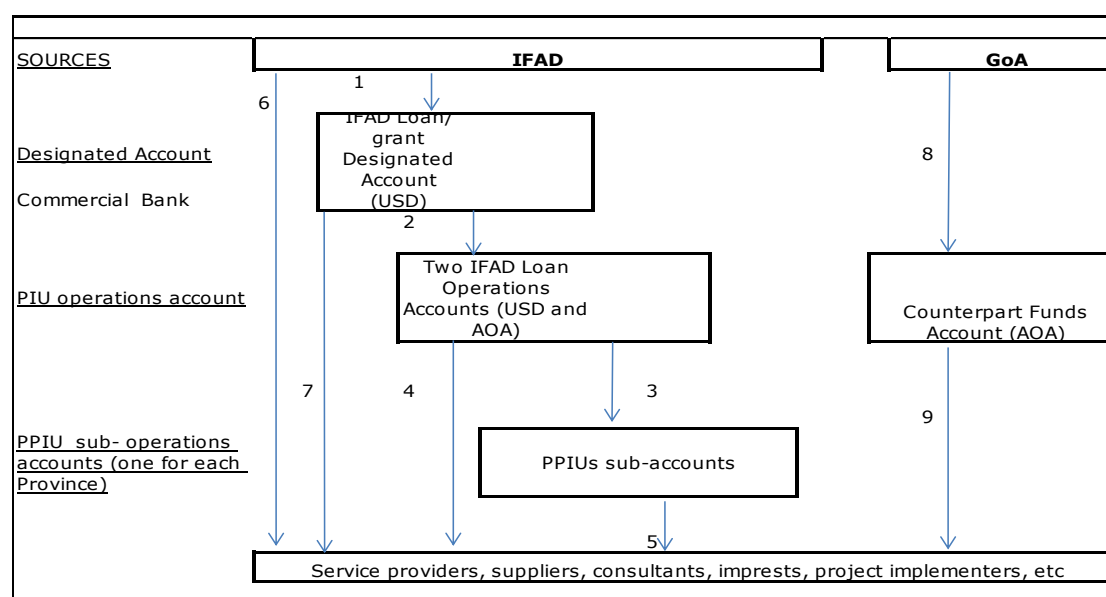 SOURCES
IFAD
GoA
1
6
IFAD Loan/
grant
Designated
Account
(USD)
Designated Account
8
Commercial Bank
2
Two IFAD Loan
Operations
Accounts (USD and
AOA)
PIU operations account
Counterpart Funds
Account (AOA)
7
4
3
9
PPIU sub- operations
accounts (one for each
Province)
PPIUs sub-accounts
5
Service providers, suppliers, consultants, imprests, project implementers, etc